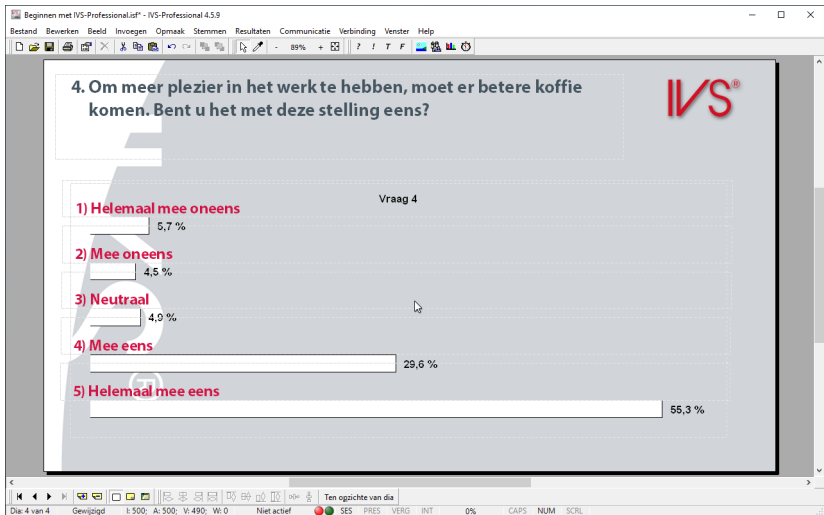 Beginnen met IVS-Professional.isf* - IVS-Professional 4.5.9
Bestand Bewerken Beeld Invoegen Opmaak Stemmen Resultaten Communicatie Verbinding Venster Help
- 89% + ? ! T F
4. Om meer plezier in het werk te hebben, moet er betere koffie
komen. Bent u het met deze stelling eens?
IVS®
Vraag 4
1) Helemaal mee oneens
5,7 %
2) Mee oneens
4,5 %
3) Neutraal
4,9 %
4) Mee eens
29,6 %
5) Helemaal mee eens
55,3 %
Ten opzichte van dia
Dia: 4 van 4 Gewijzigd I: 500; A: 500; V: 490; W: 0 Niet actief SES PRES VERG INT 0% CAPS NUM SCRL